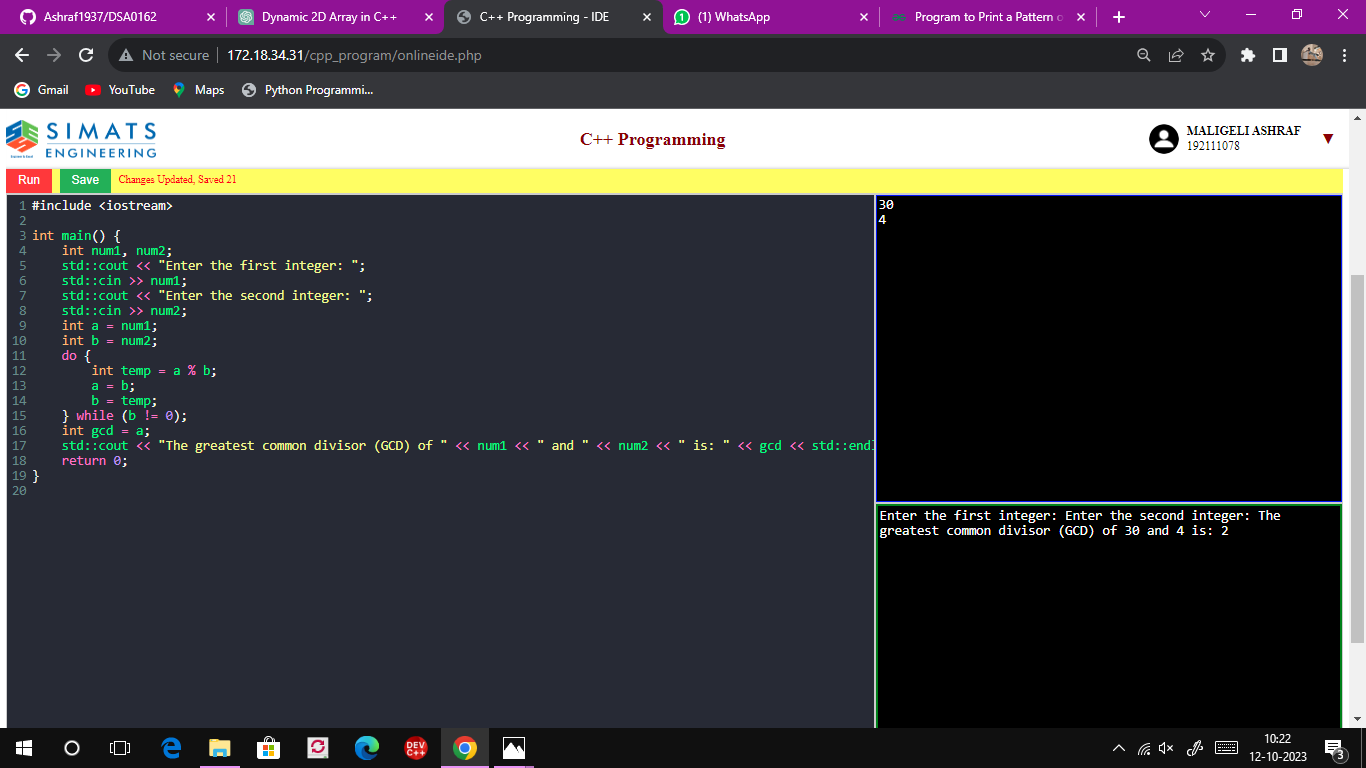 Ashraf1937/DSA0162
Dynamic 2D Array in C++
C++ Programming - IDE
(1) WhatsApp
Program to Print a Pattern o
Not secure
172.18.34.31/cpp_program/onlineide.php
Gmail
YouTube
Maps
Python Programmi...
SIMATS
ENGINEERING
C++ Programming
MALIGELI ASHRAF
192111078
Run
Save
Changes Updated, Saved 21
1 #include <iostream>
2
3 int main() {
4     int num1, num2;
5     std::cout << "Enter the first integer: ";
6     std::cin >> num1;
7     std::cout << "Enter the second integer: ";
8     std::cin >> num2;
9     int a = num1;
10     int b = num2;
11     do {
12         int temp = a % b;
13         a = b;
14         b = temp;
15     } while (b != 0);
16     int gcd = a;
17     std::cout << "The greatest common divisor (GCD) of " << num1 << " and " << num2 << " is: " << gcd << std::endl
18     return 0;
19 }
20
30
4
Enter the first integer: Enter the second integer: The
greatest common divisor (GCD) of 30 and 4 is: 2
DEV
C++
10:22
12-10-2023
3